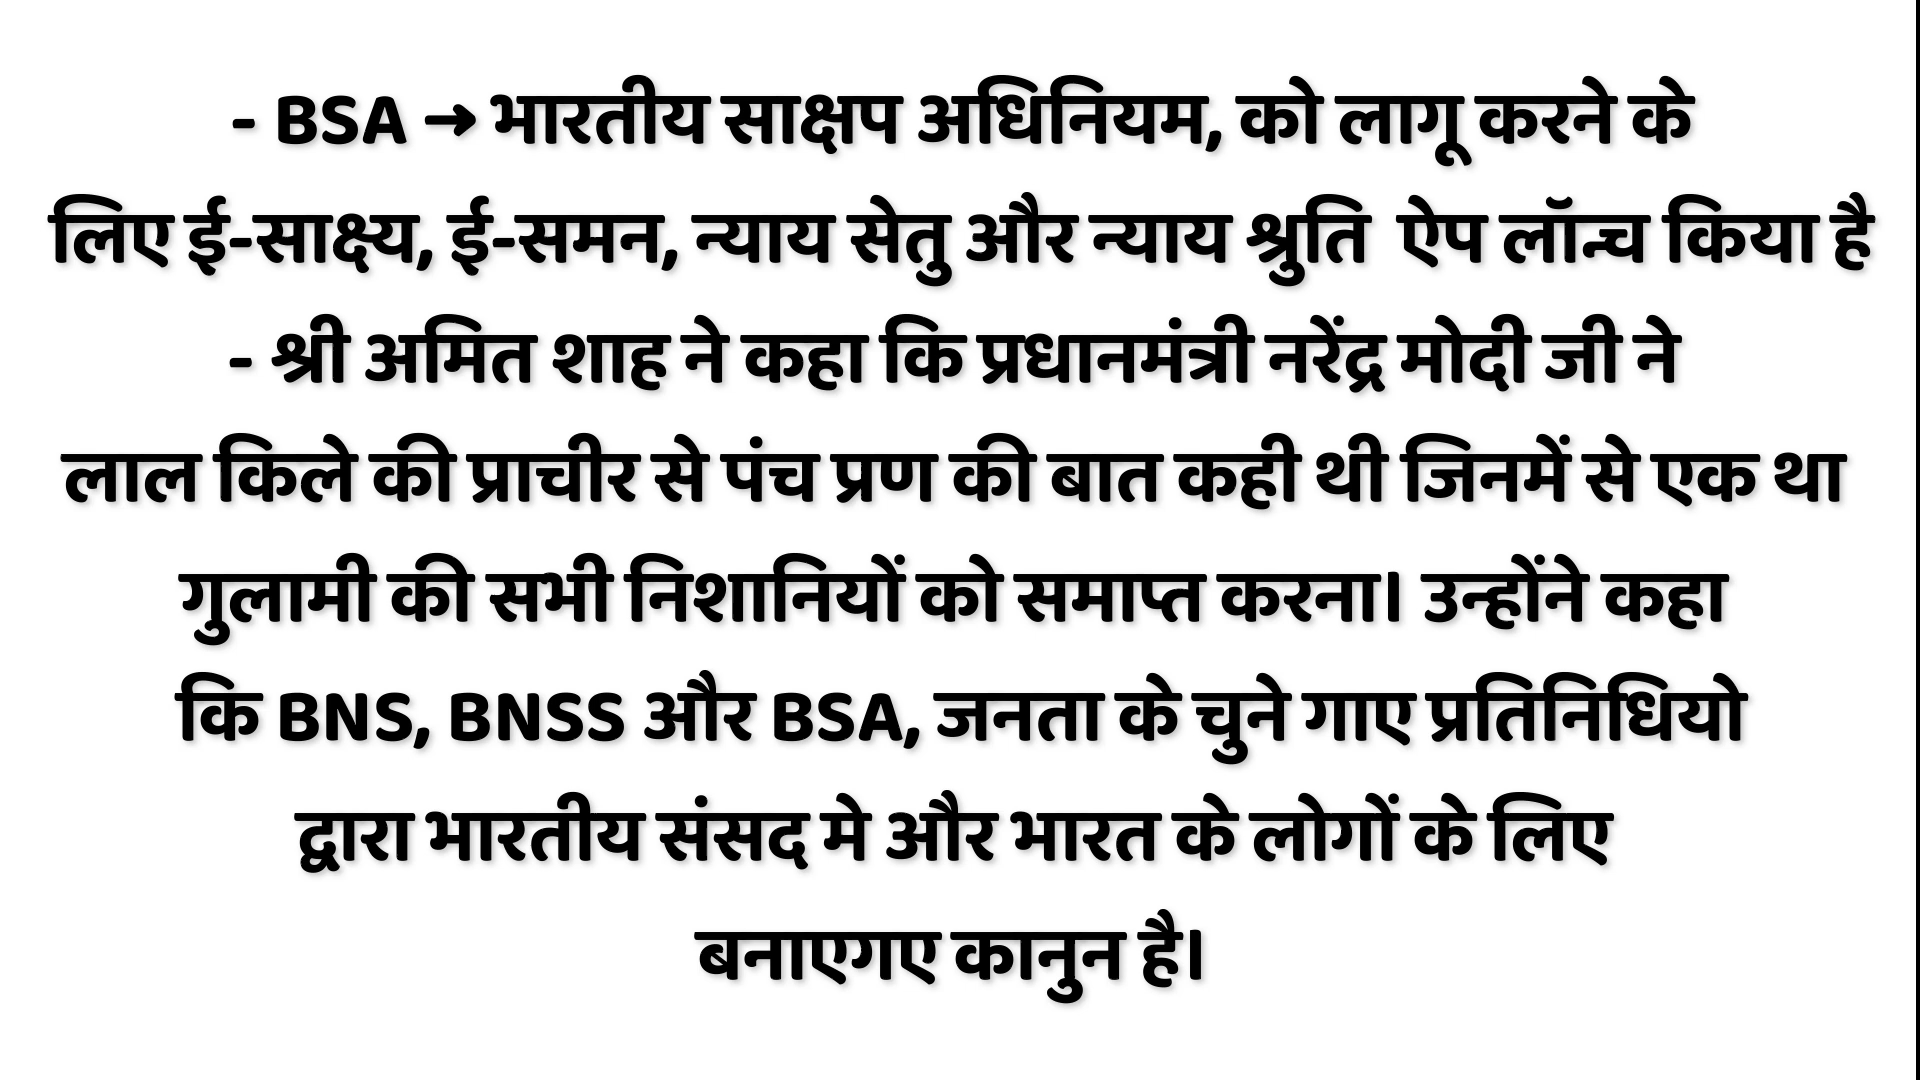 - BSA → भारतीय साक्षप अधिनियम, को लागू करने के
लिए ई-साक्ष्य, ई-समन, न्याय सेतु और न्याय श्रुति ऐप लॉन्च किया है
- श्री अमित शाह ने कहा कि प्रधानमंत्री नरेंद्र मोदी जी ने
लाल किले की प्राचीर से पंच प्रण की बात कही थी जिनमें से एक था
गुलामी की सभी निशानियों को समाप्त करना। उन्होंने कहा
कि BNS, BNSS और BSA, जनता के चुने गाए प्रतिनिधियो
द्वारा भारतीय संसद मे और भारत के लोगों के लिए
बनाएगए कानुन है।